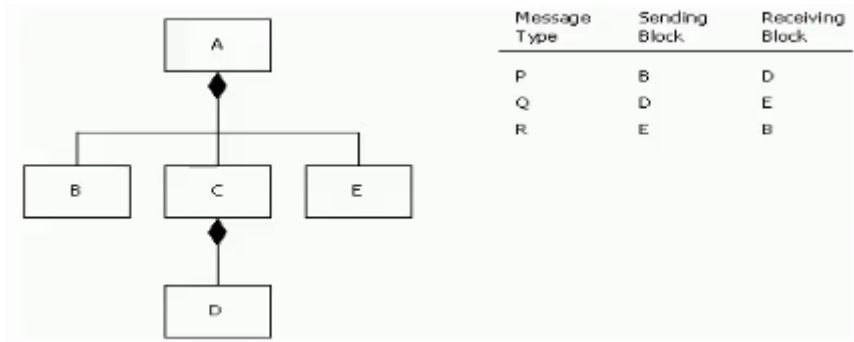 A
B C E
D
Message Type Sending Block Receiving Block
P B D
Q D E
R E B